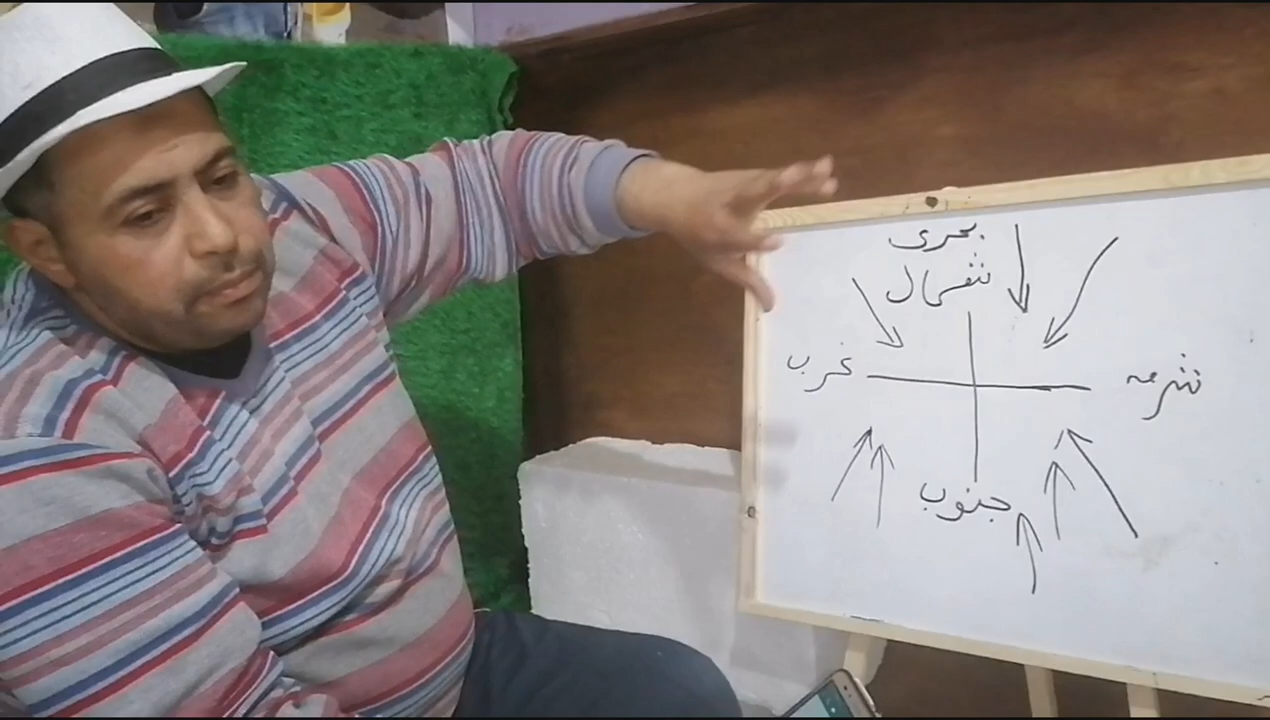 بحرى
شمال
غرب
شرق
جنوب